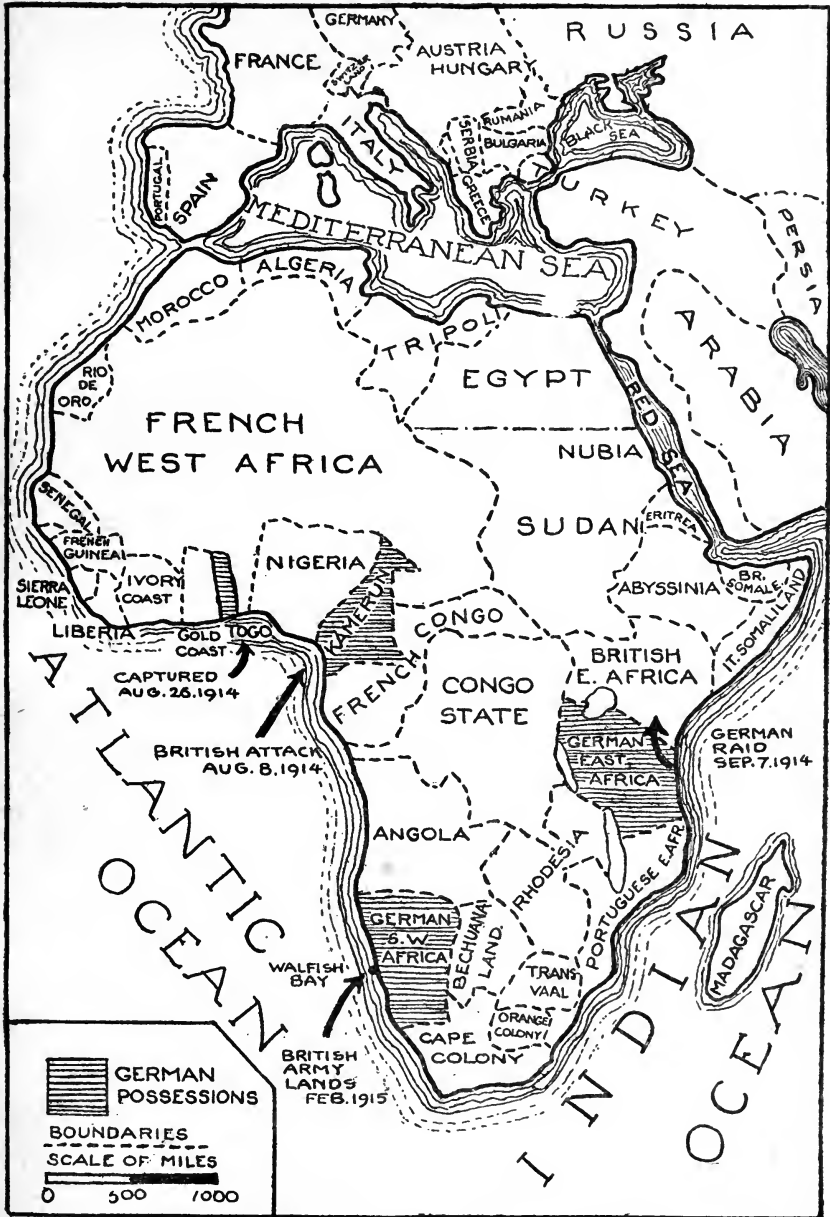 GERMANY
RUSSIA
FRANCE
AUSTRIA
HUNGARY
SWITZER
LAND
ITALY
SERBIA
RUMANIA
BULGARIA
BLACK
SEA
PORTUGAL
SPAIN
GREECE
TURKEY
PERSIA
MEDITERRANEAN SEA
MOROCCO
ALGERIA
TRIPOLI
EGYPT
ARABIA
RED SEA
RIO
DE
ORO
FRENCH
WEST AFRICA
NUBIA
SENEGAL
FRENCH
GUINEA
SIERRA
LEONE
IVORY
COAST
NIGERIA
KAMERUN
SUDAN
ERITREA
ABYSSINIA
BR.
SOMALE.
IT. SOMALILAND
LIBERIA
GOLD
COAST
TOGO
FRENCH CONGO
CONGO
STATE
BRITISH
E. AFRICA
CAPTURED
AUG. 26. 1914
BRITISH ATTACK
AUG. 8. 1914
GERMAN
EAST
AFRICA
GERMAN
RAID
SEP. 7. 1914
ATLANTIC
OCEAN
ANGOLA
RHODESIA
PORTUGUESE E. AFR.
MADAGASCAR
INDIAN
OCEAN
GERMAN
S. W.
AFRICA
BECHUANA
LAND.
WALFISH
BAY
TRANS
VAAL
ORANGE
COLONY
CAPE
COLONY
BRITISH
ARMY
LANDS
FEB. 1915
GERMAN
POSSESSIONS
BOUNDARIES
SCALE OF MILES
0 500 1000